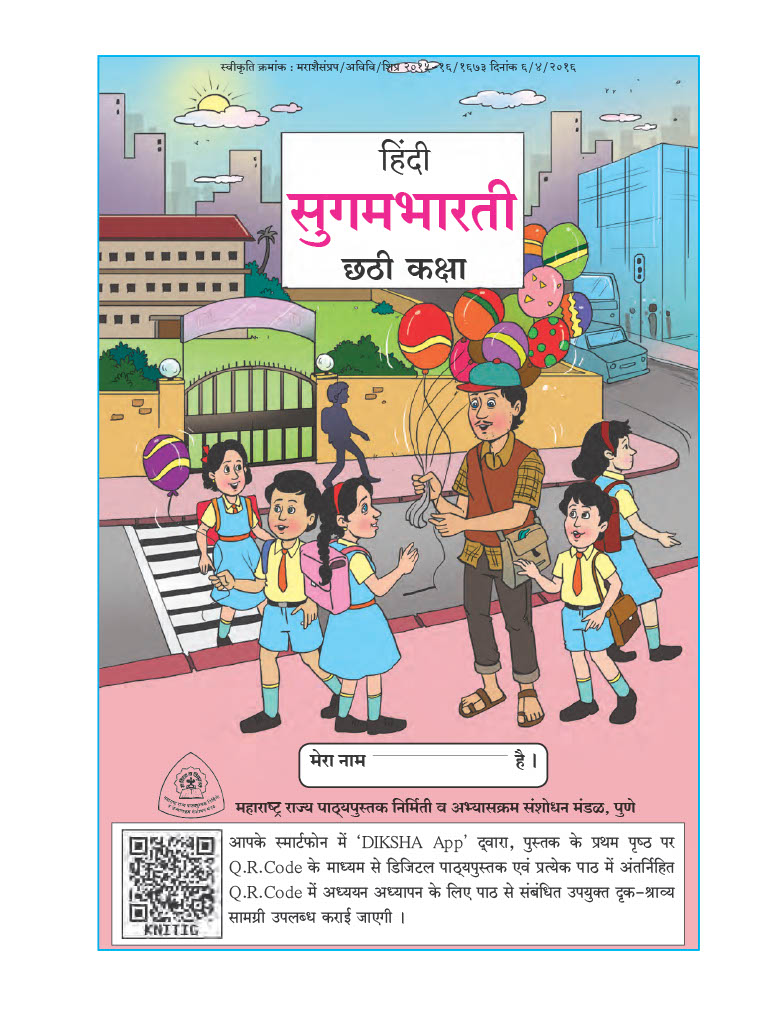 स्वीकृति क्रमांक : मराशैसंप्रप/अविवि/शिप्र २०१५-१६/१६७३ दिनांक ६/४/२०१६
हिंदी
सुगमभारती
छठी कक्षा
मेरा नाम ——————————— है ।
महाराष्ट्र राज्य पाठ्यपुस्तक निर्मिती व अभ्यासक्रम संशोधन मंडळ, पुणे
आपके स्मार्टफोन में ‘DIKSHA App’ द्वारा, पुस्तक के प्रथम पृष्ठ पर
Q.R.Code के माध्यम से डिजिटल पाठ्यपुस्तक एवं प्रत्येक पाठ में अंतर्निहित
Q.R.Code में अध्ययन अध्यापन के लिए पाठ से संबंधित उपयुक्त दृक-श्राव्य
सामग्री उपलब्ध कराई जाएगी ।
KNITIG